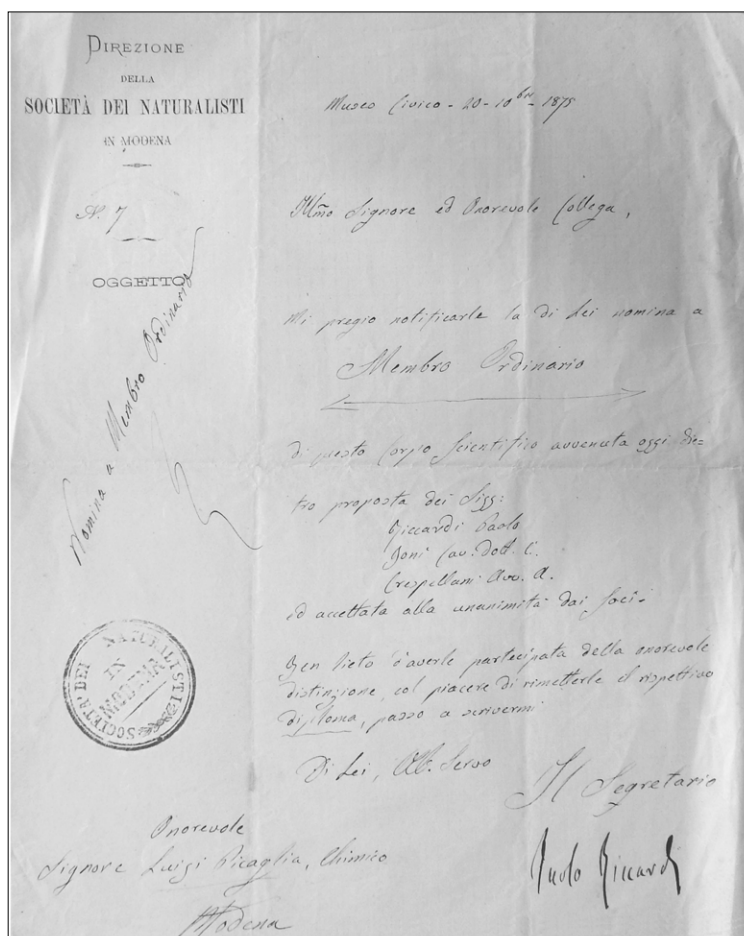 DIREZIONE
DELLA
SOCIETÀ DEI NATURALISTI
IN MODENA
N. 7
OGGETTO
Nomina a Membro Ordinario
Museo Civico - 20 - 10bre - 1875
Illmo Signore ed Onorevole Collega,
Mi pregio notificarle la di Lei nomina a
Membro Ordinario
di questo Corpo Scientifico avvenuta oggi die=
tro proposta dei Sigg:
Riccardi Paolo
Boni Cav. Dott. C.
Crespellani Avv. A.
ed accettata alla unanimità dai Soci.
Ben lieto d'averle partecipata della onorevole
distinzione, col piacere di rimetterle il rispettivo
diploma, passo a scrivermi
Di Lei, Obb. Servo
Il Segretario
Paolo Riccardi
SOCIETÀ DEI NATURALISTI
IN
MODENA
Onorevole
Signore Luigi Picaglia, Chimico
Modena